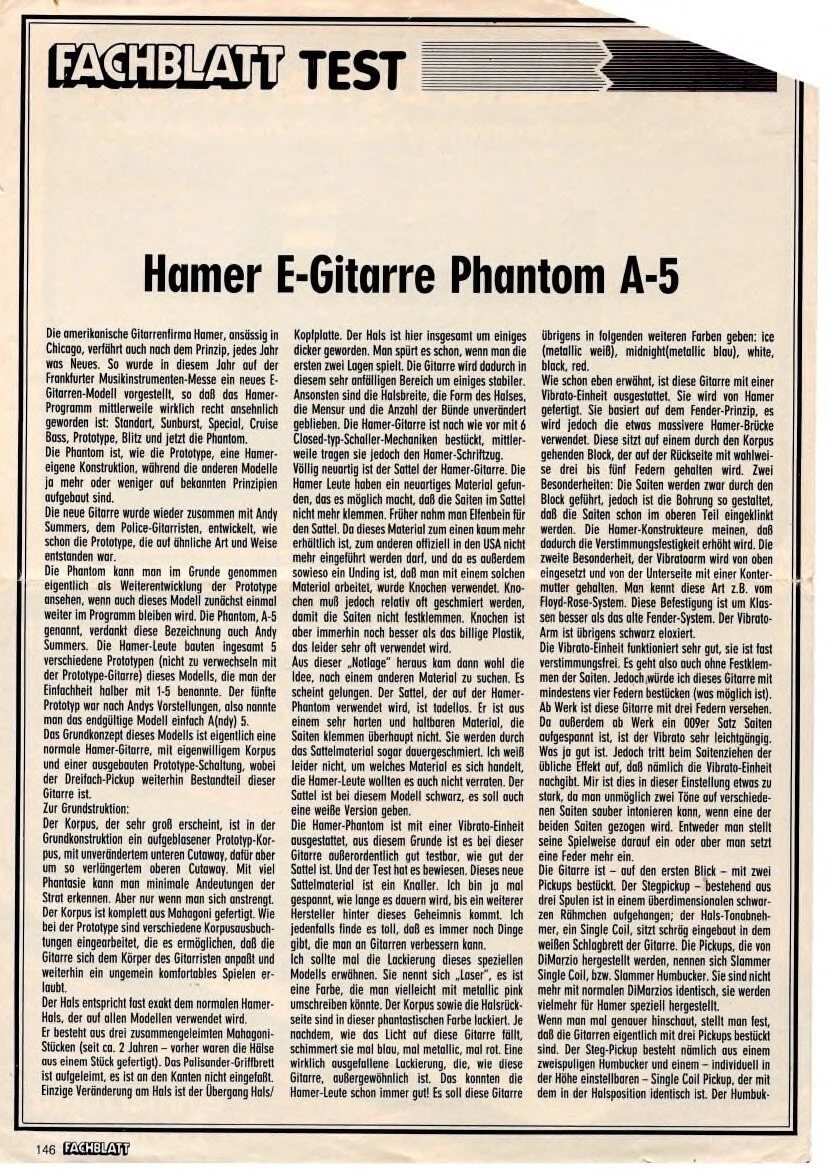 FACHBLATT TEST
Hamer E-Gitarre Phantom A-5
Die amerikanische Gitarrenfirma Hamer, ansässig in
Chicago, verfährt auch nach dem Prinzip, jedes Jahr
was Neues. So wurde in diesem Jahr auf der
Frankfurter Musikinstrumenten-Messe ein neues E-
Gitarren-Modell vorgestellt, so daß das Hamer-
Programm mittlerweile wirklich recht ansehnlich
geworden ist: Standart, Sunburst, Special, Cruise
Bass, Prototype, Blitz und jetzt die Phantom.
Die Phantom ist, wie die Prototype, eine Hamer-
eigene Konstruktion, während die anderen Modelle
ja mehr oder weniger auf bekannten Prinzipien
aufgebaut sind.
Die neue Gitarre wurde wieder zusammen mit Andy
Summers, dem Police-Gitarristen, entwickelt, wie
schon die Prototype, die auf ähnliche Art und Weise
entstanden war.
Die Phantom kann man im Grunde genommen
eigentlich als Weiterentwicklung der Prototype
ansehen, wenn auch dieses Modell zunächst einmal
weiter im Programm bleiben wird. Die Phantom, A-5
genannt, verdankt diese Bezeichnung auch Andy
Summers. Die Hamer-Leute bauten ingesamt 5
verschiedene Prototypen (nicht zu verwechseln mit
der Prototype-Gitarre) dieses Modells, die man der
Einfachheit halber mit 1-5 benannte. Der fünfte
Prototyp war nach Andys Vorstellungen, also nannte
man das endgültige Modell einfach A(ndy) 5.
Das Grundkonzept dieses Modells ist eigentlich eine
normale Hamer-Gitarre, mit eigenwilligem Korpus
und einer ausgebauten Prototype-Schaltung, wobei
der Dreifach-Pickup weiterhin Bestandteil dieser
Gitarre ist.
Zur Grundstruktion:
Der Korpus, der sehr groß erscheint, ist in der
Grundkonstruktion ein aufgeblasener Prototyp-Kor-
pus, mit unverändertem unteren Cutaway, dafür aber
um so verlängertem oberen Cutaway. Mit viel
Phantasie kann man minimale Andeutungen der
Strat erkennen. Aber nur wenn man sich anstrengt.
Der Korpus ist komplett aus Mahagoni gefertigt. Wie
bei der Prototype sind verschiedene Korpusausbuch-
tungen eingearbeitet, die es ermöglichen, daß die
Gitarre sich dem Körper des Gitarristen anpaßt und
weiterhin ein ungemein komfortables Spielen er-
laubt.
Der Hals entspricht fast exakt dem normalen Hamer-
Hals, der auf allen Modellen verwendet wird.
Er besteht aus drei zusammengeleimten Mahagoni-
Stücken (seit ca. 2 Jahren – vorher waren die Hälse
aus einem Stück gefertigt). Das Palisander-Griffbrett
ist aufgeleimt, es ist an den Kanten nicht eingefaßt.
Einzige Veränderung am Hals ist der Übergang Hals/
Kopfplatte. Der Hals ist hier insgesamt um einiges
dicker geworden. Man spürt es schon, wenn man die
ersten zwei Lagen spielt. Die Gitarre wird dadurch in
diesem sehr anfälligen Bereich um einiges stabiler.
Ansonsten sind die Halsbreite, die Form des Halses,
die Mensur und die Anzahl der Bünde unverändert
geblieben. Die Hamer-Gitarre ist nach wie vor mit 6
Closed-typ-Schaller-Mechaniken bestückt, mittler-
weile tragen sie jedoch den Hamer-Schriftzug.
Völlig neuartig ist der Sattel der Hamer-Gitarre. Die
Hamer Leute haben ein neuartiges Material gefun-
den, das es möglich macht, daß die Saiten im Sattel
nicht mehr klemmen. Früher nahm man Elfenbein für
den Sattel. Da dieses Material zum einen kaum mehr
erhältlich ist, zum anderen offiziell in den USA nicht
mehr eingeführt werden darf, und da es außerdem
sowieso ein Unding ist, daß man mit einem solchen
Material arbeitet, wurde Knochen verwendet. Kno-
chen muß jedoch relativ oft geschmiert werden,
damit die Saiten nicht festklemmen. Knochen ist
aber immerhin noch besser als das billige Plastik,
das leider sehr oft verwendet wird.
Aus dieser „Notlage" heraus kam dann wohl die
Idee, nach einem anderen Material zu suchen. Es
scheint gelungen. Der Sattel, der auf der Hamer-
Phantom verwendet wird, ist tadellos. Er ist aus
einem sehr harten und haltbaren Material, die
Saiten klemmen überhaupt nicht. Sie werden durch
das Sattelmaterial sogar dauergeschmiert. Ich weiß
leider nicht, um welches Material es sich handelt,
die Hamer-Leute wollten es auch nicht verraten. Der
Sattel ist bei diesem Modell schwarz, es soll auch
eine weiße Version geben.
Die Hamer-Phantom ist mit einer Vibrato-Einheit
ausgestattet, aus diesem Grunde ist es bei dieser
Gitarre außerordentlich gut testbar, wie gut der
Sattel ist. Und der Test hat es bewiesen. Dieses neue
Sattelmaterial ist ein Knaller. Ich bin ja mal
gespannt, wie lange es dauern wird, bis ein weiterer
Hersteller hinter dieses Geheimnis kommt. Ich
jedenfalls finde es toll, daß es immer noch Dinge
gibt, die man an Gitarren verbessern kann.
Ich sollte mal die Lackierung dieses speziellen
Modells erwähnen. Sie nennt sich „Laser", es ist
eine Farbe, die man vielleicht mit metallic pink
umschreiben könnte. Der Korpus sowie die Halsrück-
seite sind in dieser phantastischen Farbe lackiert. Je
nachdem, wie das Licht auf diese Gitarre fällt,
schimmert sie mal blau, mal metallic, mal rot. Eine
wirklich ausgefallene Lackierung, die, wie diese
Gitarre, außergewöhnlich ist. Das konnten die
Hamer-Leute schon immer gut! Es soll diese Gitarre
übrigens in folgenden weiteren Farben geben: ice
(metallic weiß), midnight(metallic blau), white,
black, red.
Wie schon eben erwähnt, ist diese Gitarre mit einer
Vibrato-Einheit ausgestattet. Sie wird von Hamer
gefertigt. Sie basiert auf dem Fender-Prinzip, es
wird jedoch die etwas massivere Hamer-Brücke
verwendet. Diese sitzt auf einem durch den Korpus
gehenden Block, der auf der Rückseite mit wahlwei-
se drei bis fünf Federn gehalten wird. Zwei
Besonderheiten: Die Saiten werden zwar durch den
Block geführt, jedoch ist die Bohrung so gestaltet,
daß die Saiten schon im oberen Teil eingeklinkt
werden. Die Hamer-Konstrukteure meinen, daß
dadurch die Verstimmungsfestigkeit erhöht wird. Die
zweite Besonderheit, der Vibratoarm wird von oben
eingesetzt und von der Unterseite mit einer Konter-
mutter gehalten. Man kennt diese Art z.B. vom
Floyd-Rose-System. Diese Befestigung ist um Klas-
sen besser als das alte Fender-System. Der Vibrato-
Arm ist übrigens schwarz eloxiert.
Die Vibrato-Einheit funktioniert sehr gut, sie ist fast
verstimmungsfrei. Es geht also auch ohne Festklem-
men der Saiten. Jedoch würde ich dieses Gitarre mit
mindestens vier Federn bestücken (was möglich ist).
Ab Werk ist diese Gitarre mit drei Federn versehen.
Da außerdem ab Werk ein 009er Satz Saiten
aufgespannt ist, ist der Vibrato sehr leichtgängig.
Was ja gut ist. Jedoch tritt beim Saitenziehen der
übliche Effekt auf, daß nämlich die Vibrato-Einheit
nachgibt. Mir ist dies in dieser Einstellung etwas zu
stark, da man unmöglich zwei Töne auf verschiede-
nen Saiten sauber intonieren kann, wenn eine der
beiden Saiten gezogen wird. Entweder man stellt
seine Spielweise darauf ein oder aber man setzt
eine Feder mehr ein.
Die Gitarre ist – auf den ersten Blick – mit zwei
Pickups bestückt. Der Stegpickup – bestehend aus
drei Spulen ist in einem überdimensionalen schwar-
zen Rähmchen aufgehangen; der Hals-Tonabneh-
mer, ein Single Coil, sitzt schräg eingebaut in dem
weißen Schlagbrett der Gitarre. Die Pickups, die von
DiMarzio hergestellt werden, nennen sich Slammer
Single Coil, bzw. Slammer Humbucker. Sie sind nicht
mehr mit normalen DiMarzios identisch, sie werden
vielmehr für Hamer speziell hergestellt.
Wenn man mal genauer hinschaut, stellt man fest,
daß die Gitarren eigentlich mit drei Pickups bestückt
sind. Der Steg-Pickup besteht nämlich aus einem
zweispuligen Humbucker und einem – individuell in
der Höhe einstellbaren – Single Coil Pickup, der mit
dem in der Halsposition identisch ist. Der Humbuk-
146 FACHBLATT